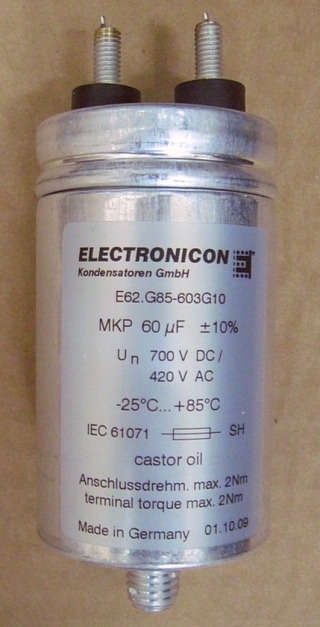 ELECTRONICON
Kondensatoren GmbH
E62.G85-603G10
MKP 60 µF ±10%
Un 700 V DC /
420 V AC
-25°C...+85°C
IEC 61071 SH
castor oil
Anschlussdrehm. max. 2Nm
terminal torque max. 2Nm
Made in Germany 01.10.09